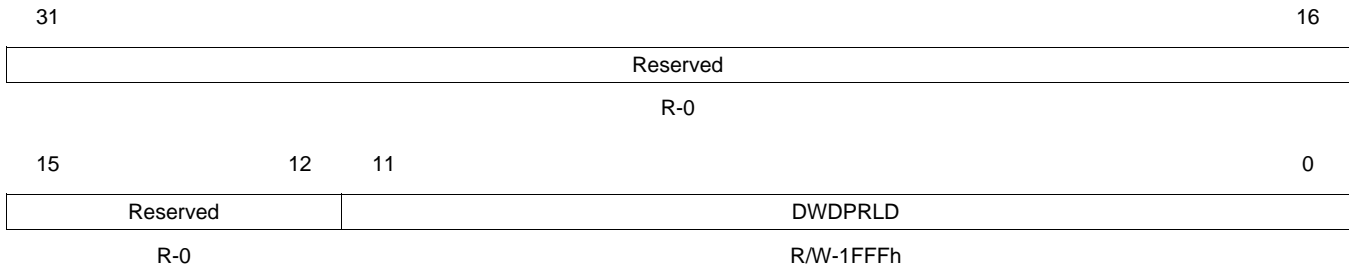 31 16
Reserved
R-0
15 12 11 0
Reserved DWDPRLD
R-0 R/W-1FFFh